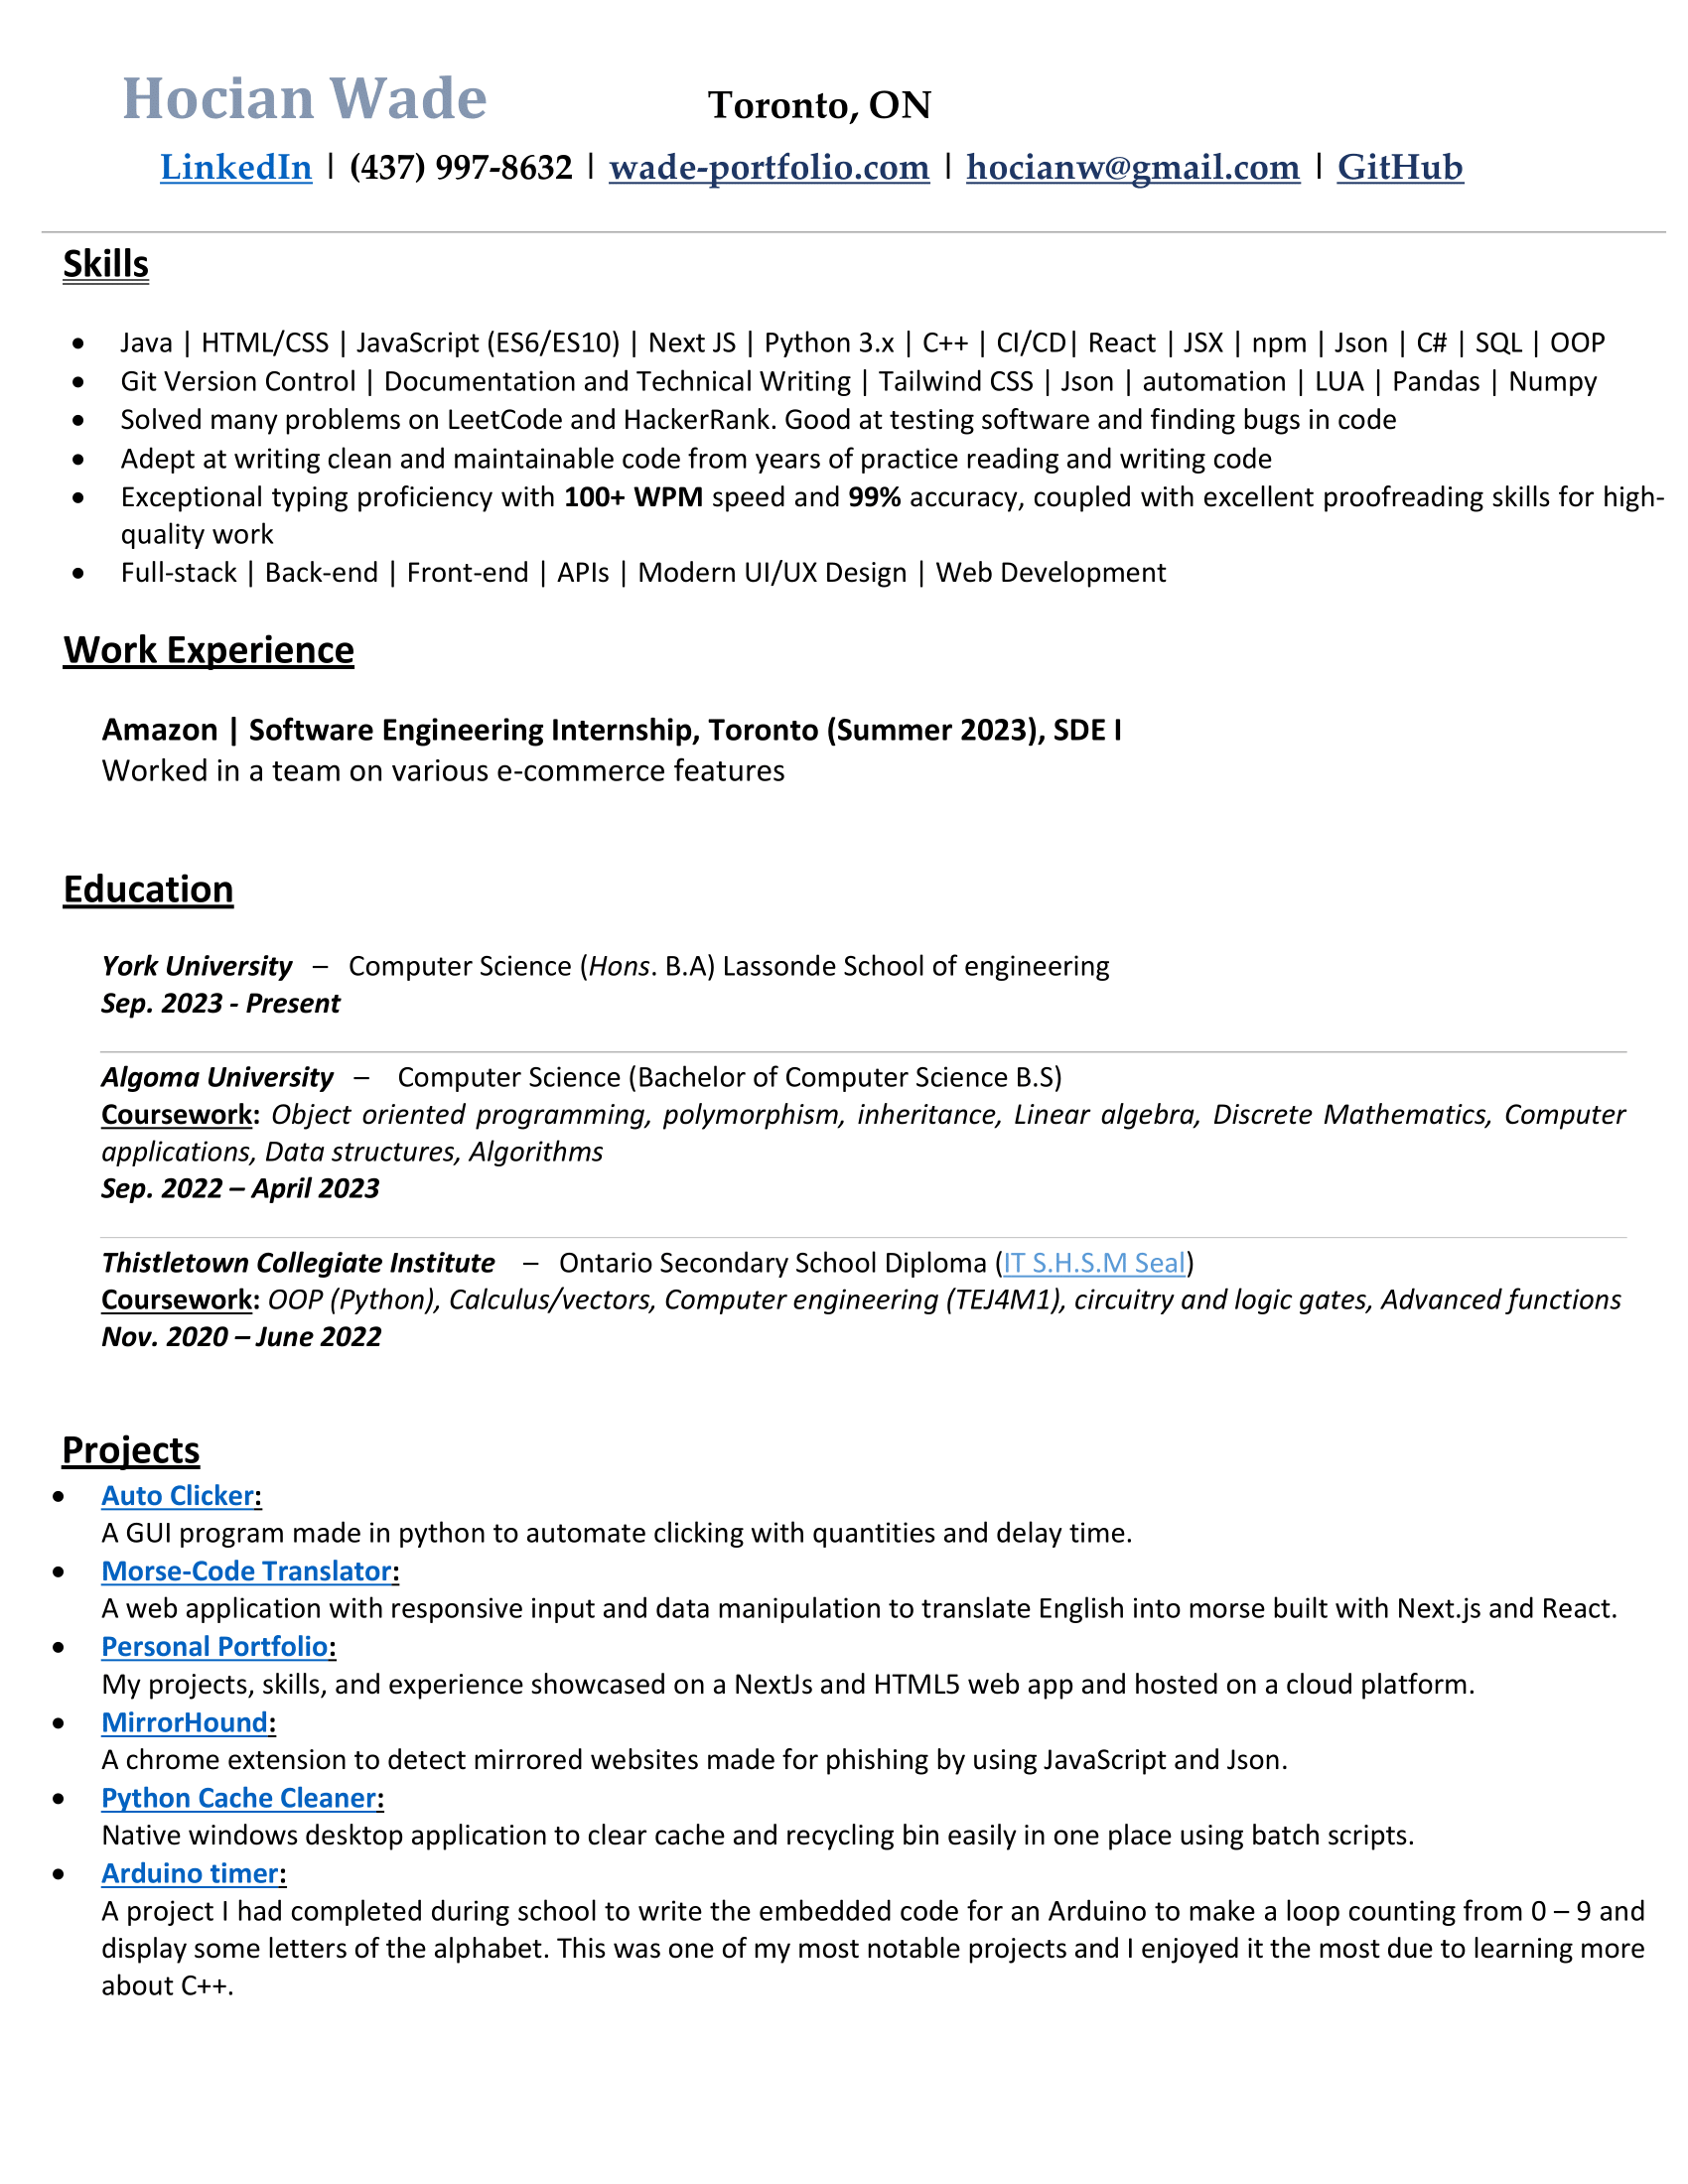 Hocian Wade Toronto, ON
LinkedIn | (437) 997-8632 | wade-portfolio.com | hocianw@gmail.com | GitHub
Skills
• Java | HTML/CSS | JavaScript (ES6/ES10) | Next JS | Python 3.x | C++ | CI/CD| React | JSX | npm | Json | C# | SQL | OOP
• Git Version Control | Documentation and Technical Writing | Tailwind CSS | Json | automation | LUA | Pandas | Numpy
• Solved many problems on LeetCode and HackerRank. Good at testing software and finding bugs in code
• Adept at writing clean and maintainable code from years of practice reading and writing code
• Exceptional typing proficiency with 100+ WPM speed and 99% accuracy, coupled with excellent proofreading skills for high-
quality work
• Full-stack | Back-end | Front-end | APIs | Modern UI/UX Design | Web Development
Work Experience
Amazon | Software Engineering Internship, Toronto (Summer 2023), SDE I
Worked in a team on various e-commerce features
Education
York University – Computer Science (Hons. B.A) Lassonde School of engineering
Sep. 2023 - Present
Algoma University – Computer Science (Bachelor of Computer Science B.S)
Coursework: Object oriented programming, polymorphism, inheritance, Linear algebra, Discrete Mathematics, Computer
applications, Data structures, Algorithms
Sep. 2022 – April 2023
Thistletown Collegiate Institute – Ontario Secondary School Diploma (IT S.H.S.M Seal)
Coursework: OOP (Python), Calculus/vectors, Computer engineering (TEJ4M1), circuitry and logic gates, Advanced functions
Nov. 2020 – June 2022
Projects
• Auto Clicker:
A GUI program made in python to automate clicking with quantities and delay time.
• Morse-Code Translator:
A web application with responsive input and data manipulation to translate English into morse built with Next.js and React.
• Personal Portfolio:
My projects, skills, and experience showcased on a NextJs and HTML5 web app and hosted on a cloud platform.
• MirrorHound:
A chrome extension to detect mirrored websites made for phishing by using JavaScript and Json.
• Python Cache Cleaner:
Native windows desktop application to clear cache and recycling bin easily in one place using batch scripts.
• Arduino timer:
A project I had completed during school to write the embedded code for an Arduino to make a loop counting from 0 – 9 and
display some letters of the alphabet. This was one of my most notable projects and I enjoyed it the most due to learning more
about C++.